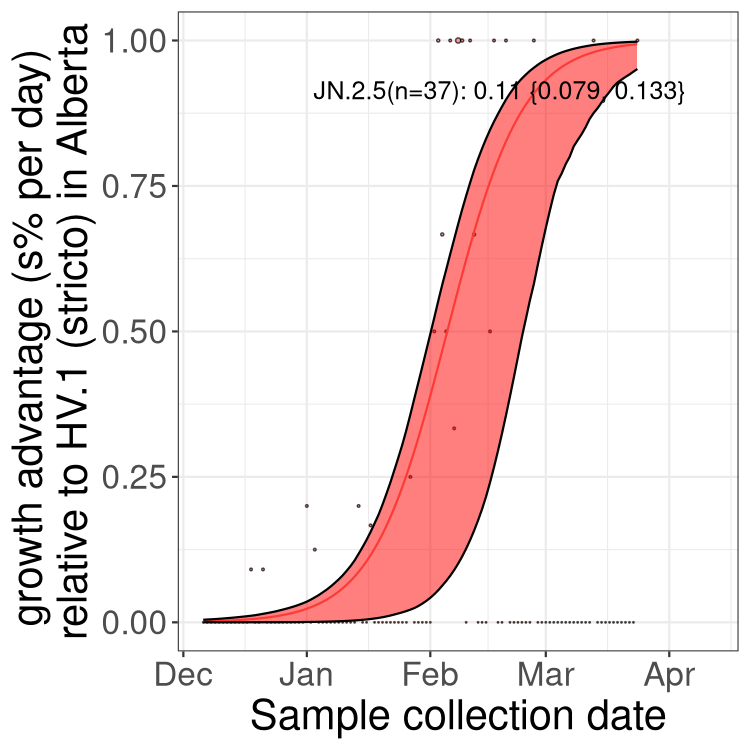 growth advantage (s% per day)
relative to HV.1 (stricto) in Alberta
1.00
0.75
0.50
0.25
0.00
JN.2.5(n=37): 0.11 {0.079, 0.133}
Dec Jan Feb Mar Apr
Sample collection date